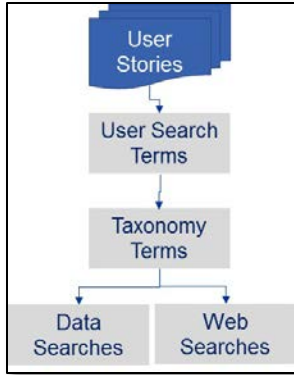 User
Stories
User Search
Terms
Taxonomy
Terms
Data
Searches
Web
Searches